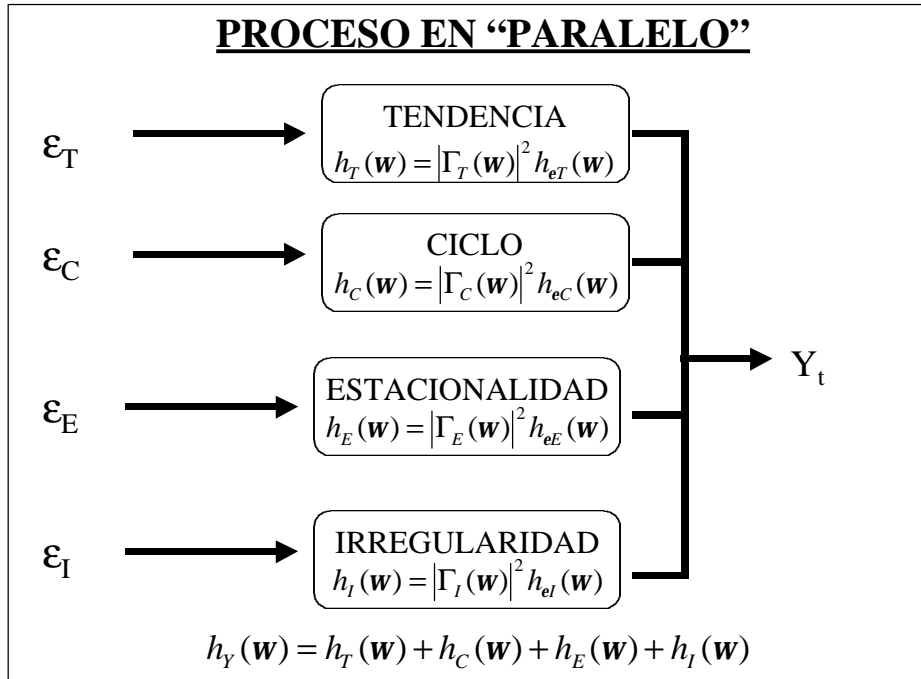 PROCESO EN “PARALELO”
ε_T
TENDENCIA
h_T(w) = |Γ_T(w)|² h_eT(w)
ε_C
CICLO
h_C(w) = |Γ_C(w)|² h_eC(w)
Y_t
ε_E
ESTACIONALIDAD
h_E(w) = |Γ_E(w)|² h_eE(w)
ε_I
IRREGULARIDAD
h_I(w) = |Γ_I(w)|² h_eI(w)
h_Y(w) = h_T(w) + h_C(w) + h_E(w) + h_I(w)